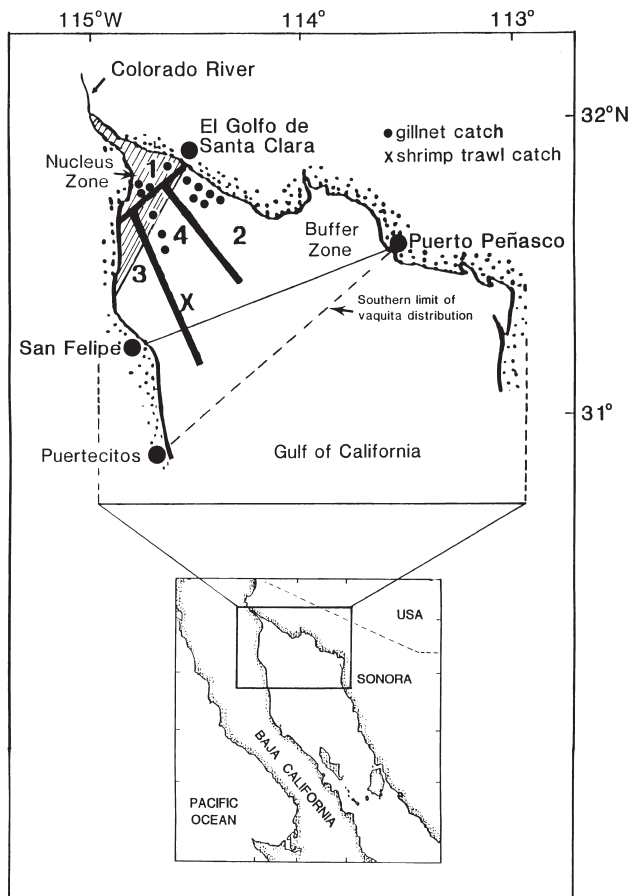 115°W
114°
113°
Colorado River
32°N
El Golfo de
Santa Clara
● gillnet catch
x shrimp trawl catch
Nucleus
Zone
1
2
Buffer
Zone
4
Puerto Peñasco
3
X
Southern limit of
vaquita distribution
San Felipe
31°
Puertecitos
Gulf of California
USA
SONORA
BAJA CALIFORNIA
PACIFIC
OCEAN